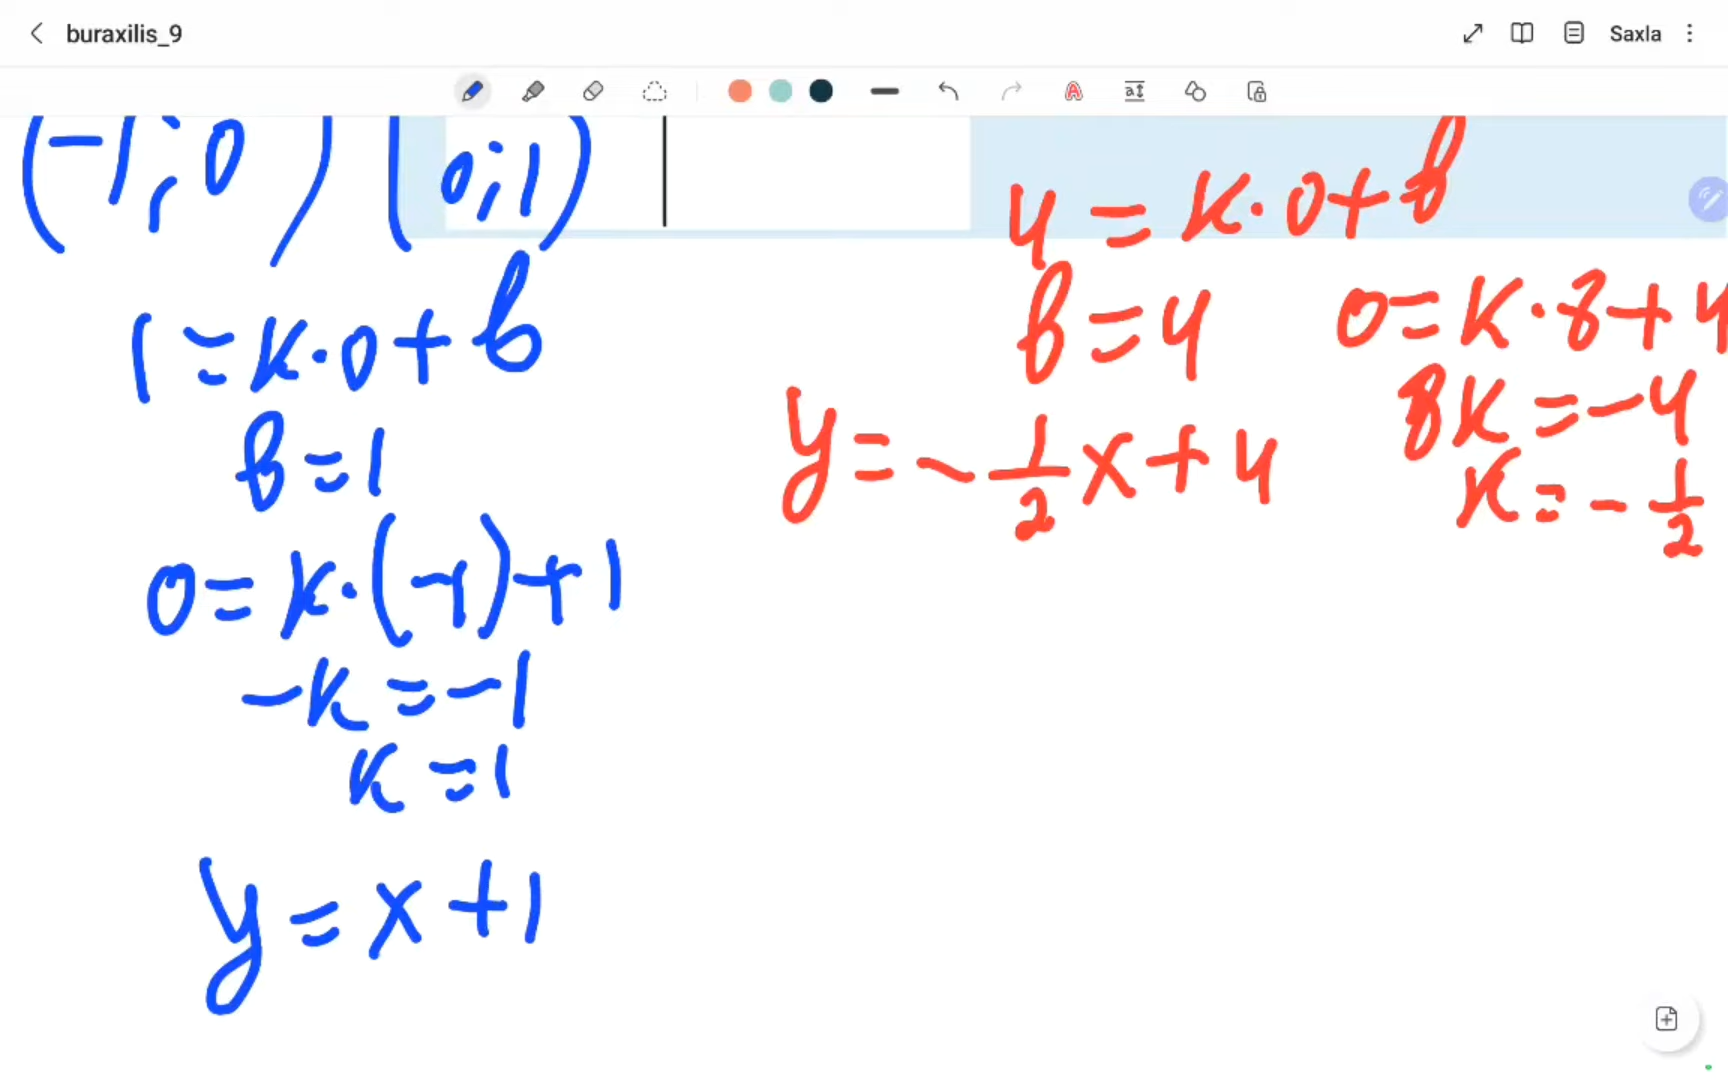 buraxilis_9
Saxla
(-1;0) (0;1)
1=k·0+b
b=1
0=k·(-1)+1
-k=-1
k=1
y=x+1
4=k·0+b
b=4
0=k·8+4
8k=-4
k=-1/2
y=-1/2x+4